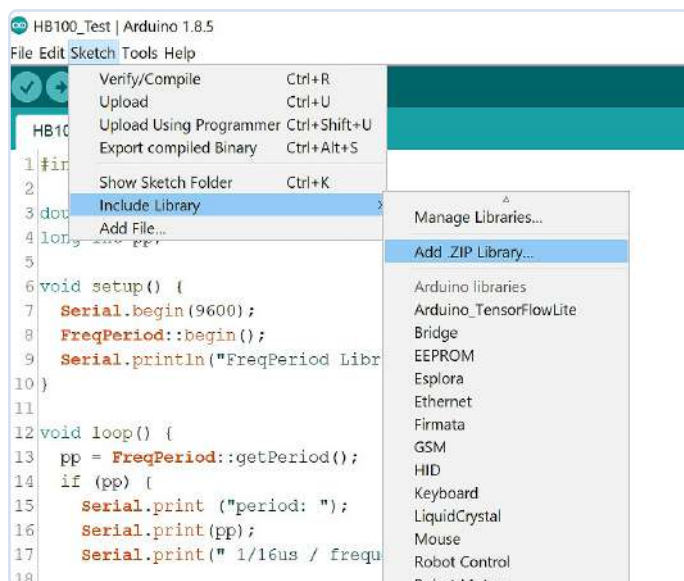 HB100_Test | Arduino 1.8.5
File Edit Sketch Tools Help
Verify/Compile Ctrl+R
Upload Ctrl+U
Upload Using Programmer Ctrl+Shift+U
Export compiled Binary Ctrl+Alt+S
Show Sketch Folder Ctrl+K
Include Library
Add File...
Manage Libraries...
Add .ZIP Library...
Arduino libraries
Arduino_TensorFlowLite
Bridge
EEPROM
Esplora
Ethernet
Firmata
GSM
HID
Keyboard
LiquidCrystal
Mouse
Robot Control
HB10
1 #in
2
3 dou
4 long pp;
5
6 void setup() {
7 Serial.begin(9600);
8 FreqPeriod::begin();
9 Serial.println("FreqPeriod Libr
10 }
11
12 void loop() {
13 pp = FreqPeriod::getPeriod();
14 if (pp) {
15 Serial.print ("period: ");
16 Serial.print(pp);
17 Serial.print(" 1/16us / frequ
18